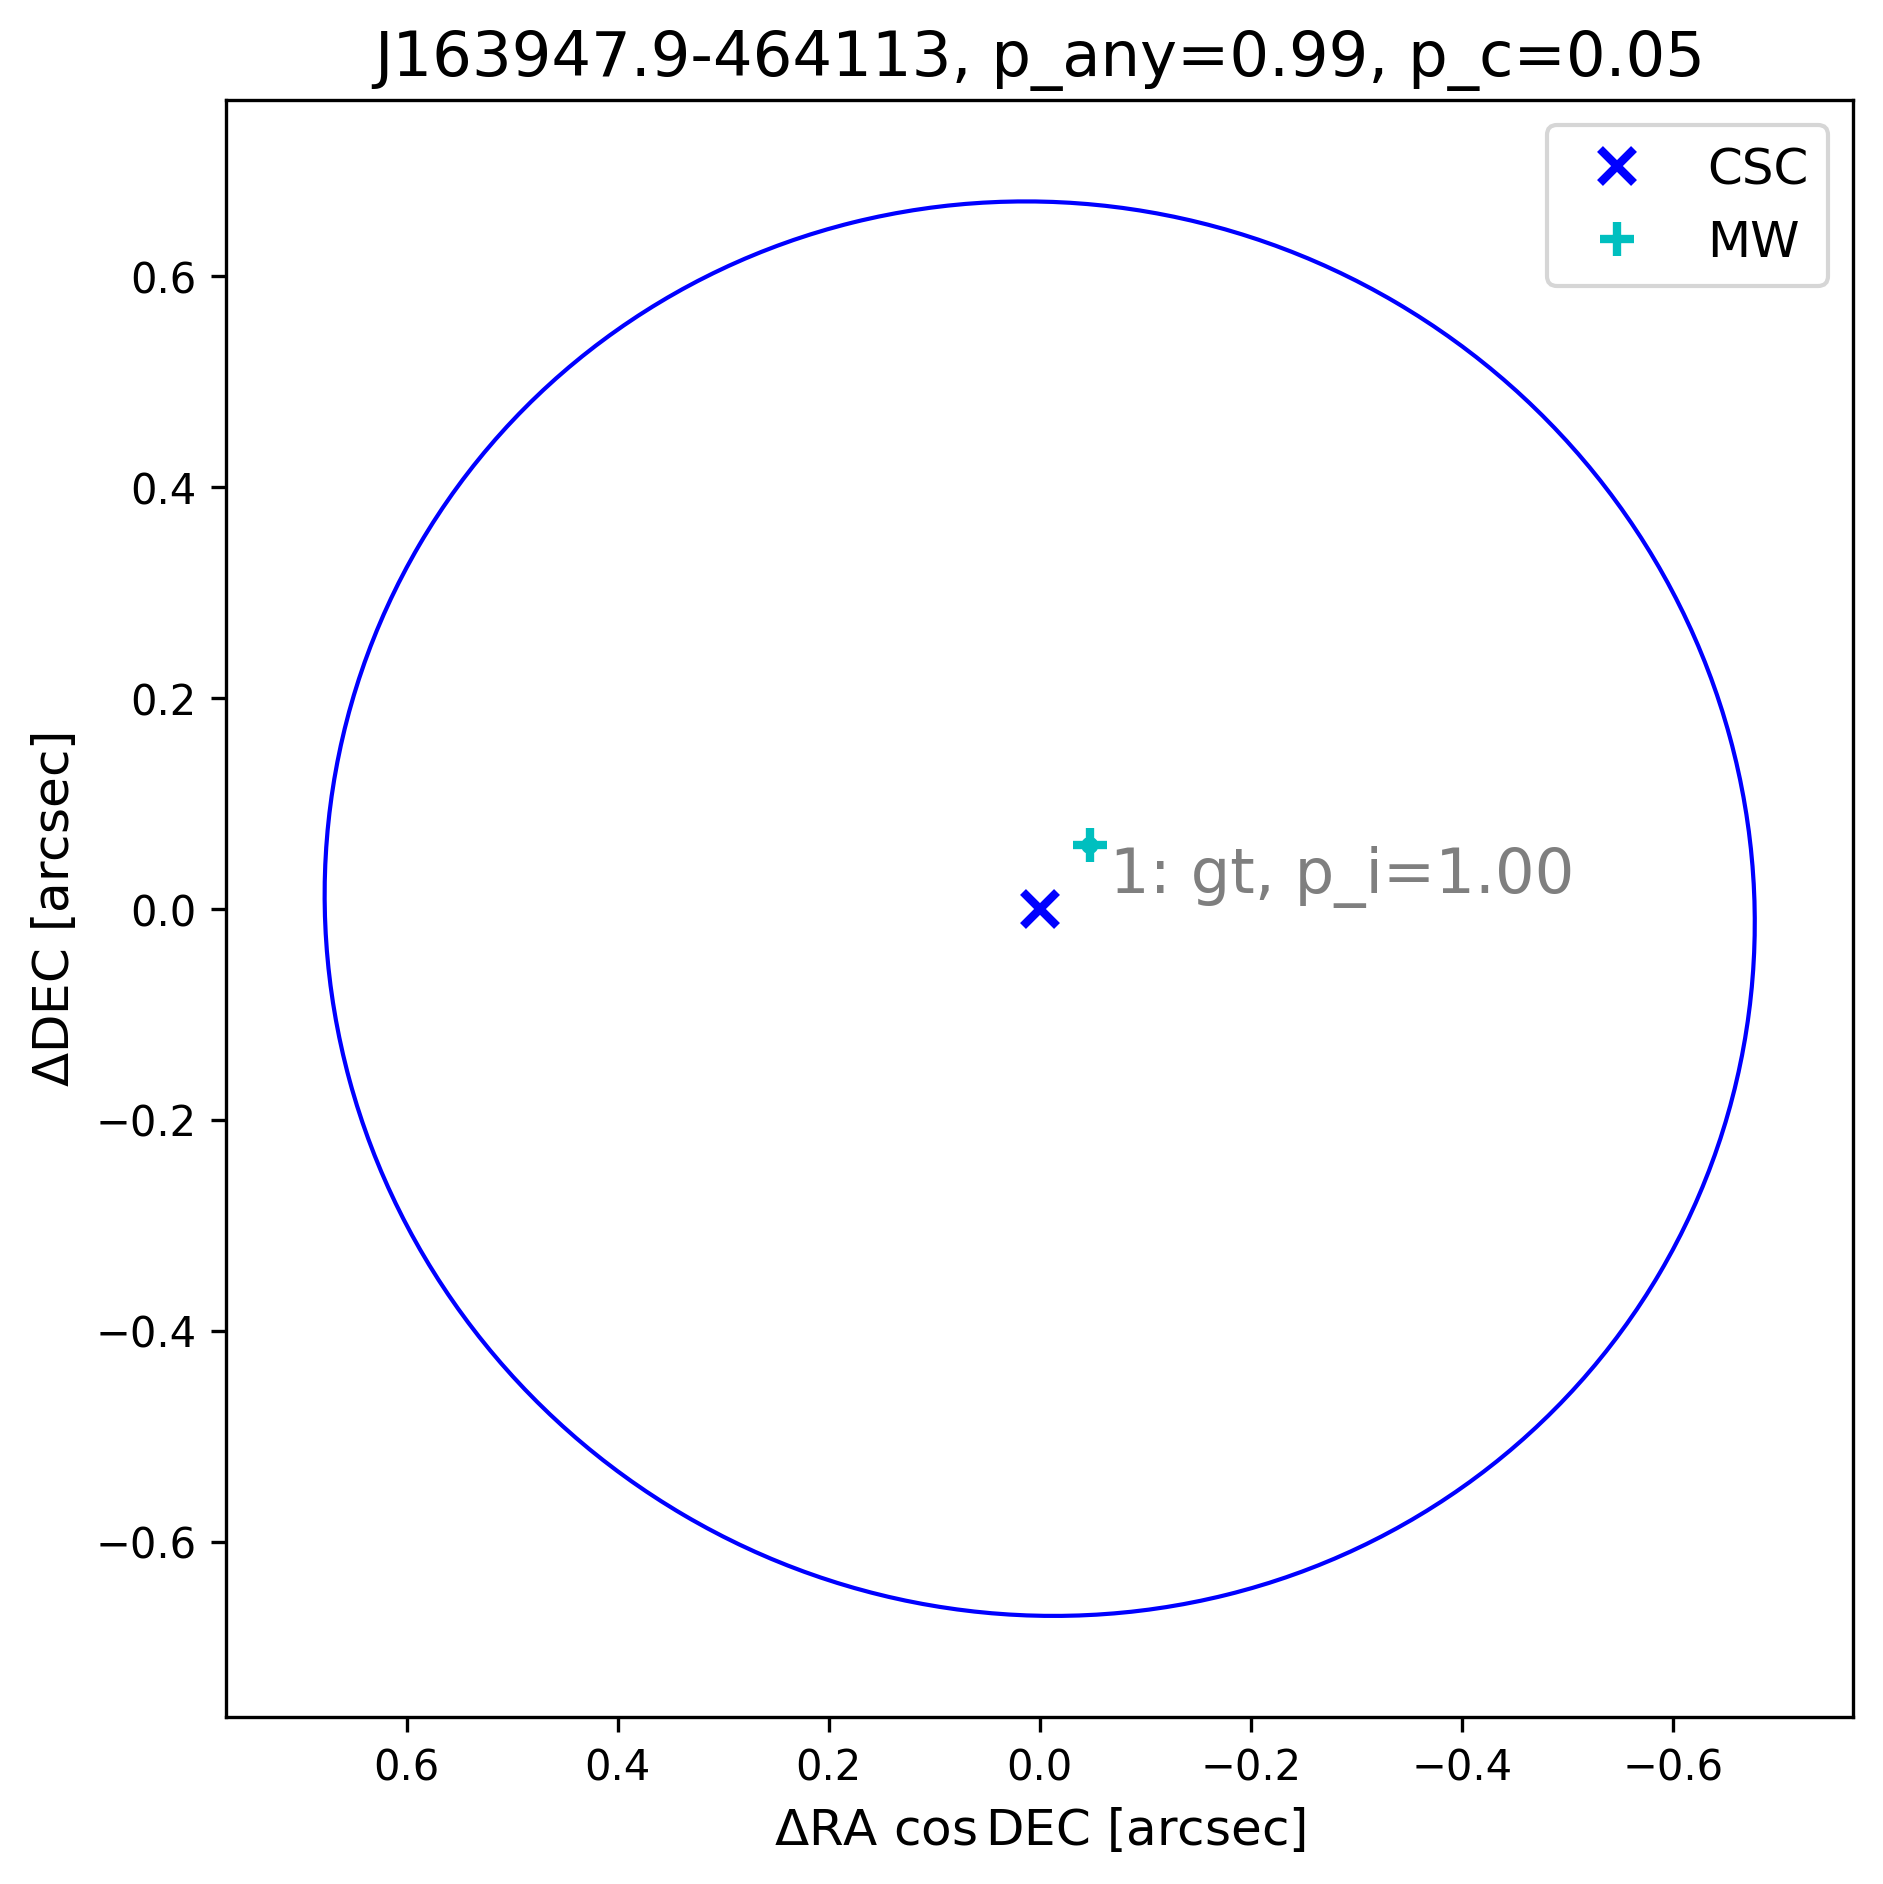 J163947.9-464113, p_any=0.99, p_c=0.05
CSC
MW
0.6
0.4
0.2
0.0
−0.2
−0.4
−0.6
ΔDEC [arcsec]
1: gt, p_i=1.00
0.6 0.4 0.2 0.0 −0.2 −0.4 −0.6
ΔRA cos DEC [arcsec]